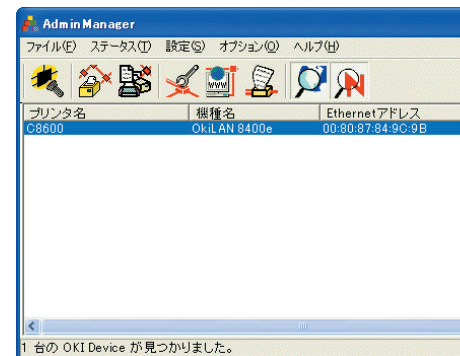 AdminManager
ファイル(F) ステータス(T) 設定(S) オプション(O) ヘルプ(H)
WWW
プリンタ名 機種名 Ethernetアドレス
C8600 OkiLAN 8400e 00:80:87:84:9C:9B
1 台の OKI Device が見つかりました。